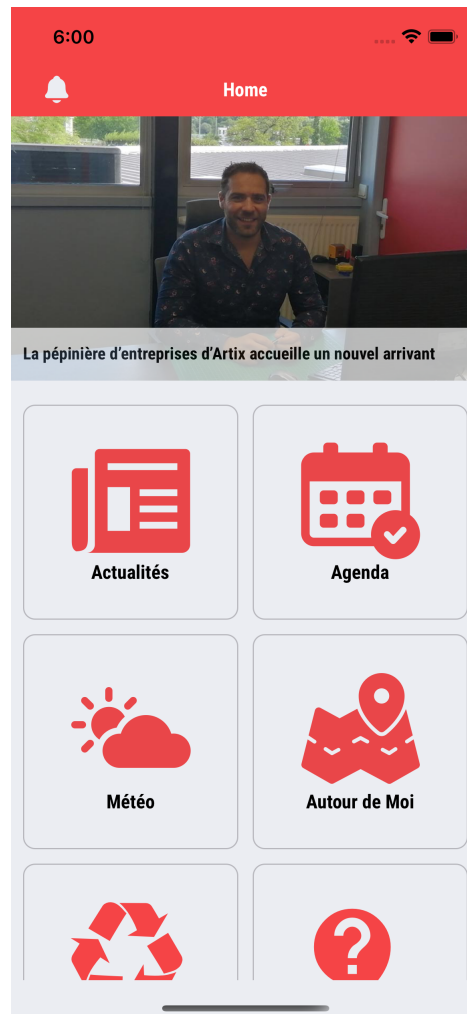 6:00
Home
La pépinière d'entreprises d'Artix accueille un nouvel arrivant
Actualités
Agenda
Météo
Autour de Moi